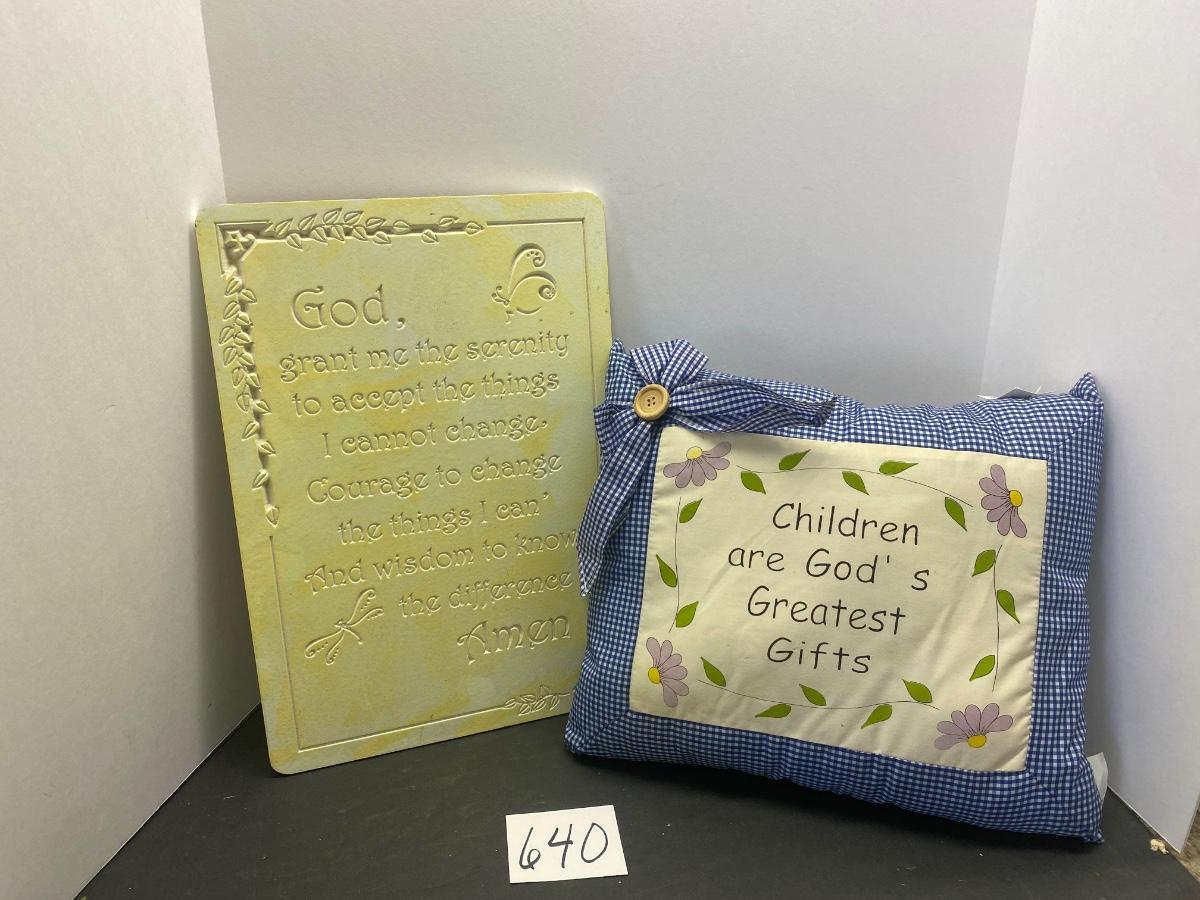 God,
grant me the serenity
to accept the things
I cannot change,
Courage to change
the things I can'
And wisdom to know
the difference
Amen
Children
are God' s
Greatest
Gifts
640